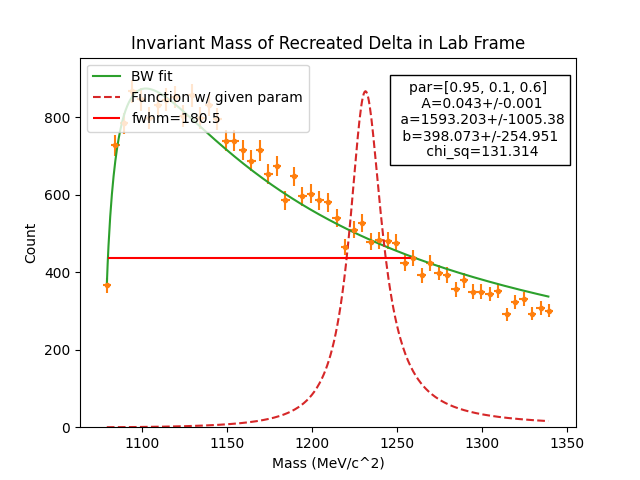 Invariant Mass of Recreated Delta in Lab Frame
BW fit
Function w/ given param
fwhm=180.5
par=[0.95, 0.1, 0.6]
A=0.043+/-0.001
a=1593.203+/-1005.38
b=398.073+/-254.951
chi_sq=131.314
800
600
400
200
0
Count
1100 1150 1200 1250 1300 1350
Mass (MeV/c^2)